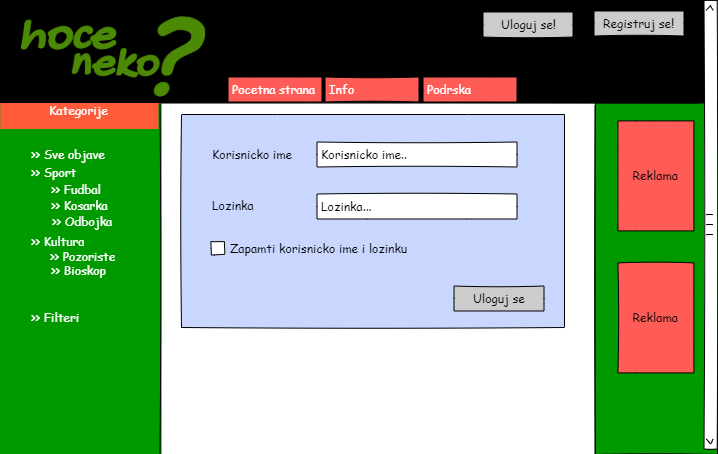 hoce
neko?
Uloguj se!
Registruj se!
Pocetna strana
Info
Podrska
Kategorije
>> Sve objave
>> Sport
>> Fudbal
>> Kosarka
>> Odbojka
>> Kultura
>> Pozoriste
>> Bioskop
>> Filteri
Korisnicko ime
Korisnicko ime..
Lozinka
Lozinka...
Zapamti korisnicko ime i lozinku
Uloguj se
Reklama
Reklama